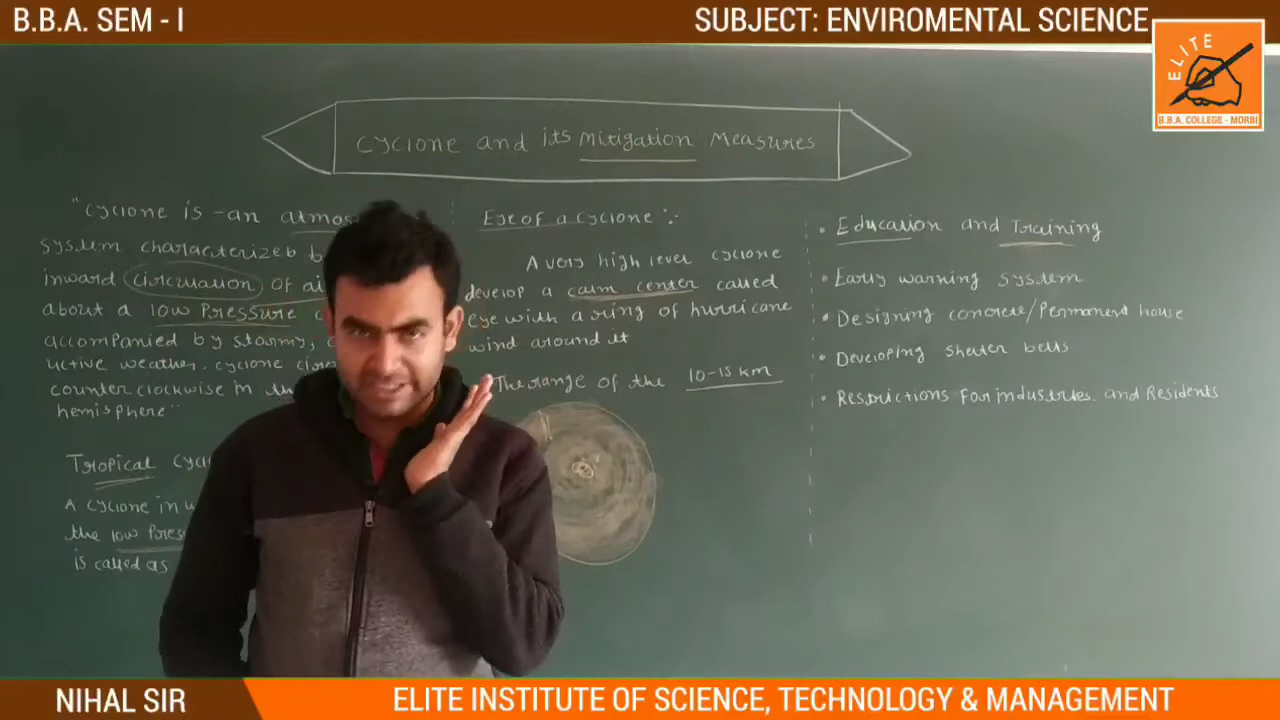 B.B.A. SEM - I
SUBJECT: ENVIROMENTAL SCIENCE
ELITE
B.B.A. COLLEGE - MORBI
Cyclone and its Mitigation Measures
"Cyclone is an atmos
system characterized b
inward circulation of ai
about a low Pressure
accompanied by stormy,
uctive weather. cyclone circ
counter clockwise in th
hemisphere"
Tropical Cyc
A cyclone in w
the low Pres
is called as
Eye of a cyclone :-
A very high lever cyclone
develop a calm center called
eye with a ring of hurricane
wind around it
The range of the 10-15 km
• Education and Training
• Early warning system
• Designing concrete/Permanent house
• Developing shelter belts
• Restrictions for industries and Residents
NIHAL SIR
ELITE INSTITUTE OF SCIENCE, TECHNOLOGY & MANAGEMENT